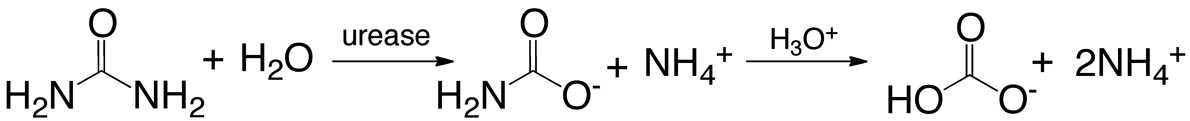 O O O
H₂N NH₂ + H₂O urease H₂N O⁻ + NH₄⁺ H₃O⁺ HO O⁻ + 2NH₄⁺